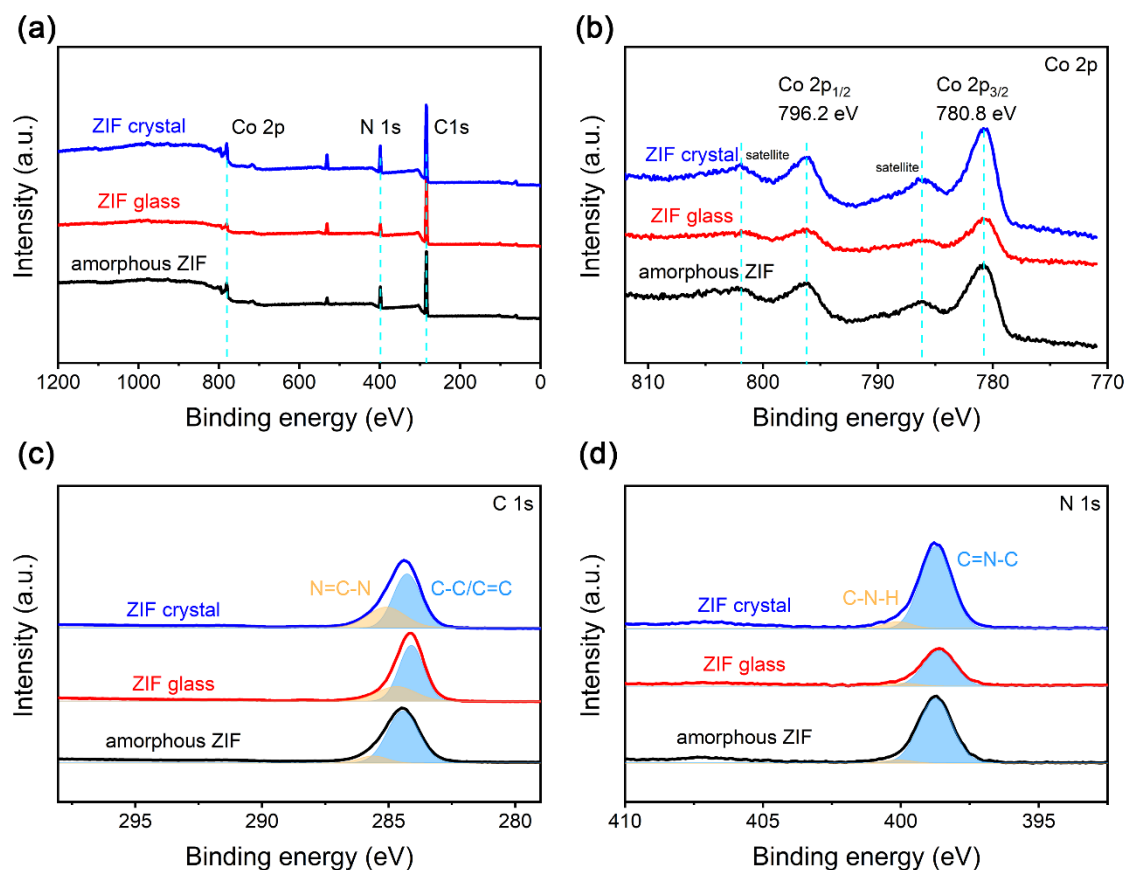 (a)
Intensity (a.u.)
ZIF crystal
ZIF glass
amorphous ZIF
Co 2p
N 1s
C1s
1200 1000 800 600 400 200 0
Binding energy (eV)
(b)
Intensity (a.u.)
Co 2p
Co 2p1/2
796.2 eV
Co 2p3/2
780.8 eV
satellite
satellite
ZIF crystal
ZIF glass
amorphous ZIF
810 800 790 780 770
Binding energy (eV)
(c)
Intensity (a.u.)
C 1s
N=C-N
C-C/C=C
ZIF crystal
ZIF glass
amorphous ZIF
295 290 285 280
Binding energy (eV)
(d)
Intensity (a.u.)
N 1s
C=N-C
C-N-H
ZIF crystal
ZIF glass
amorphous ZIF
410 405 400 395
Binding energy (eV)